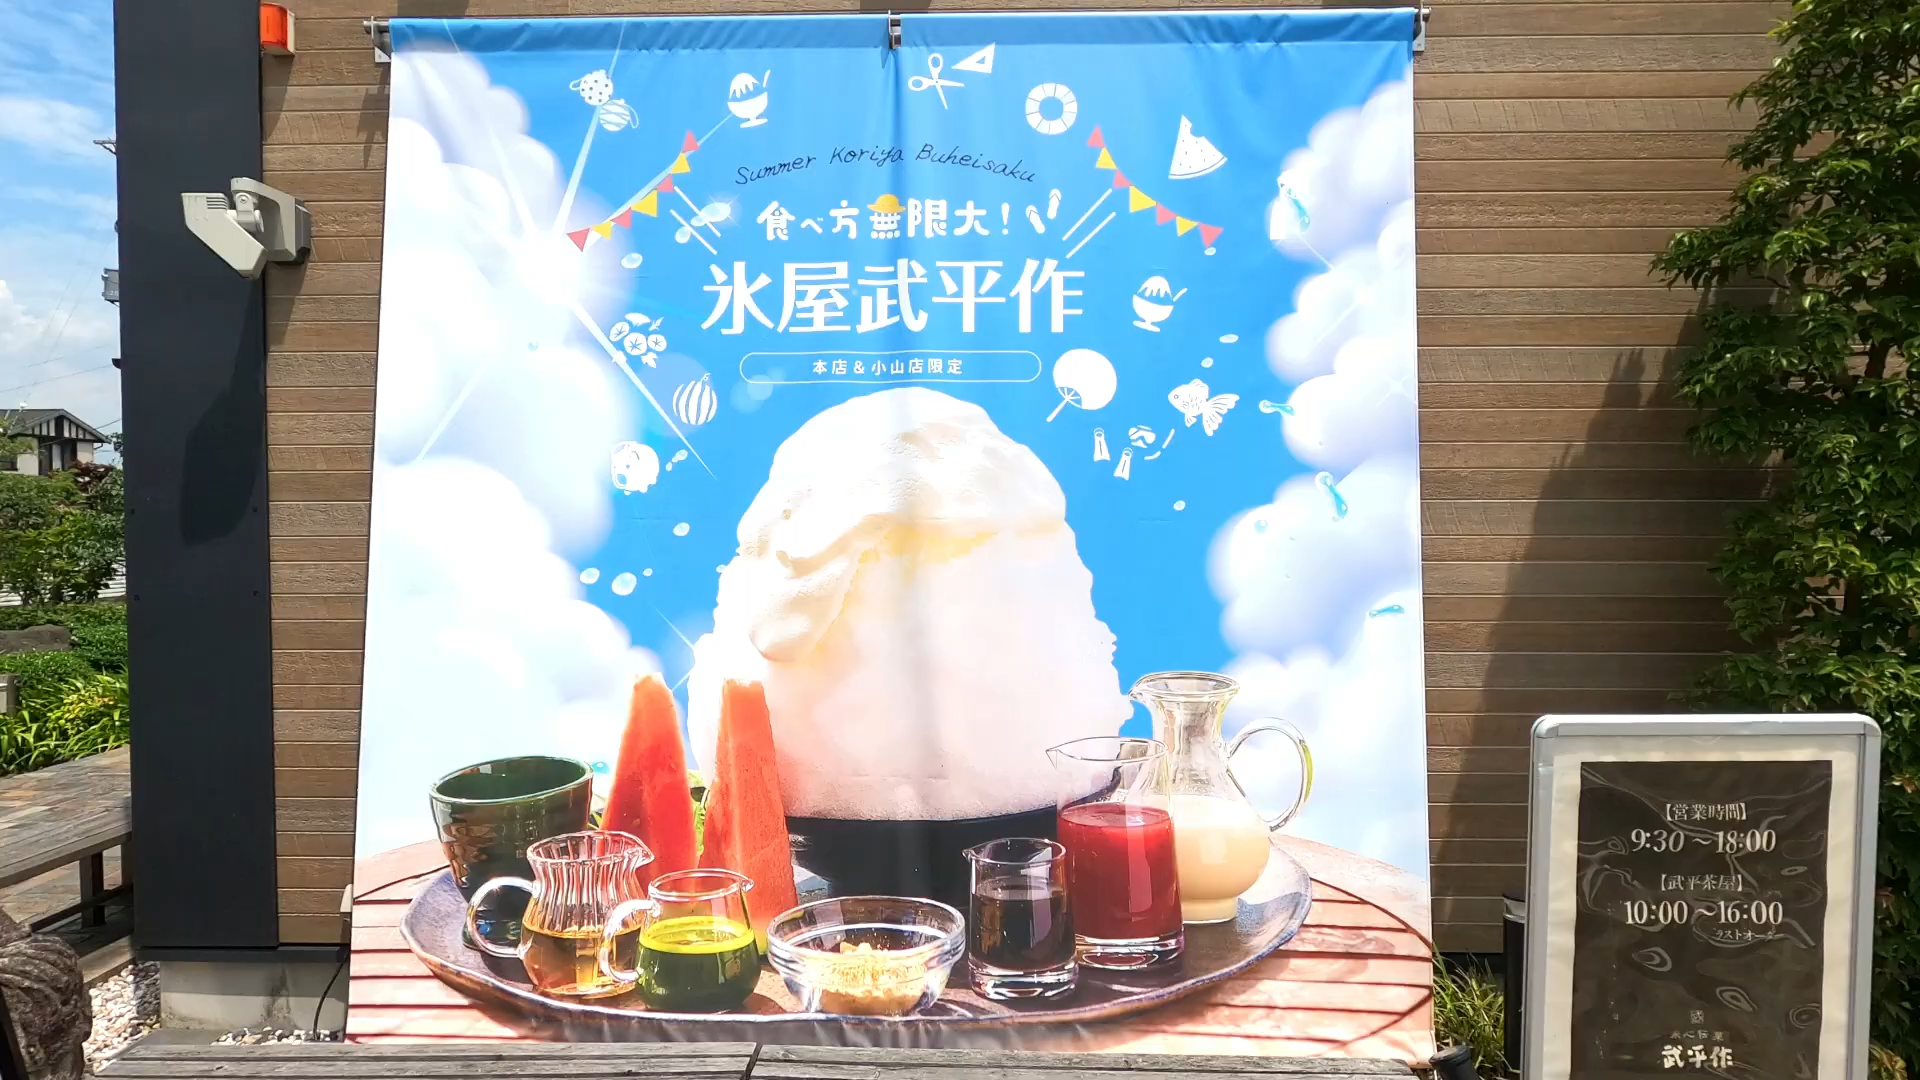 Summer Koriya Buheisaku
食べ方無限大!
氷屋武平作
本店&小山店限定
【営業時間】
9:30〜18:00
【武平茶屋】
10:00〜16:00
ラストオーダー
武平作